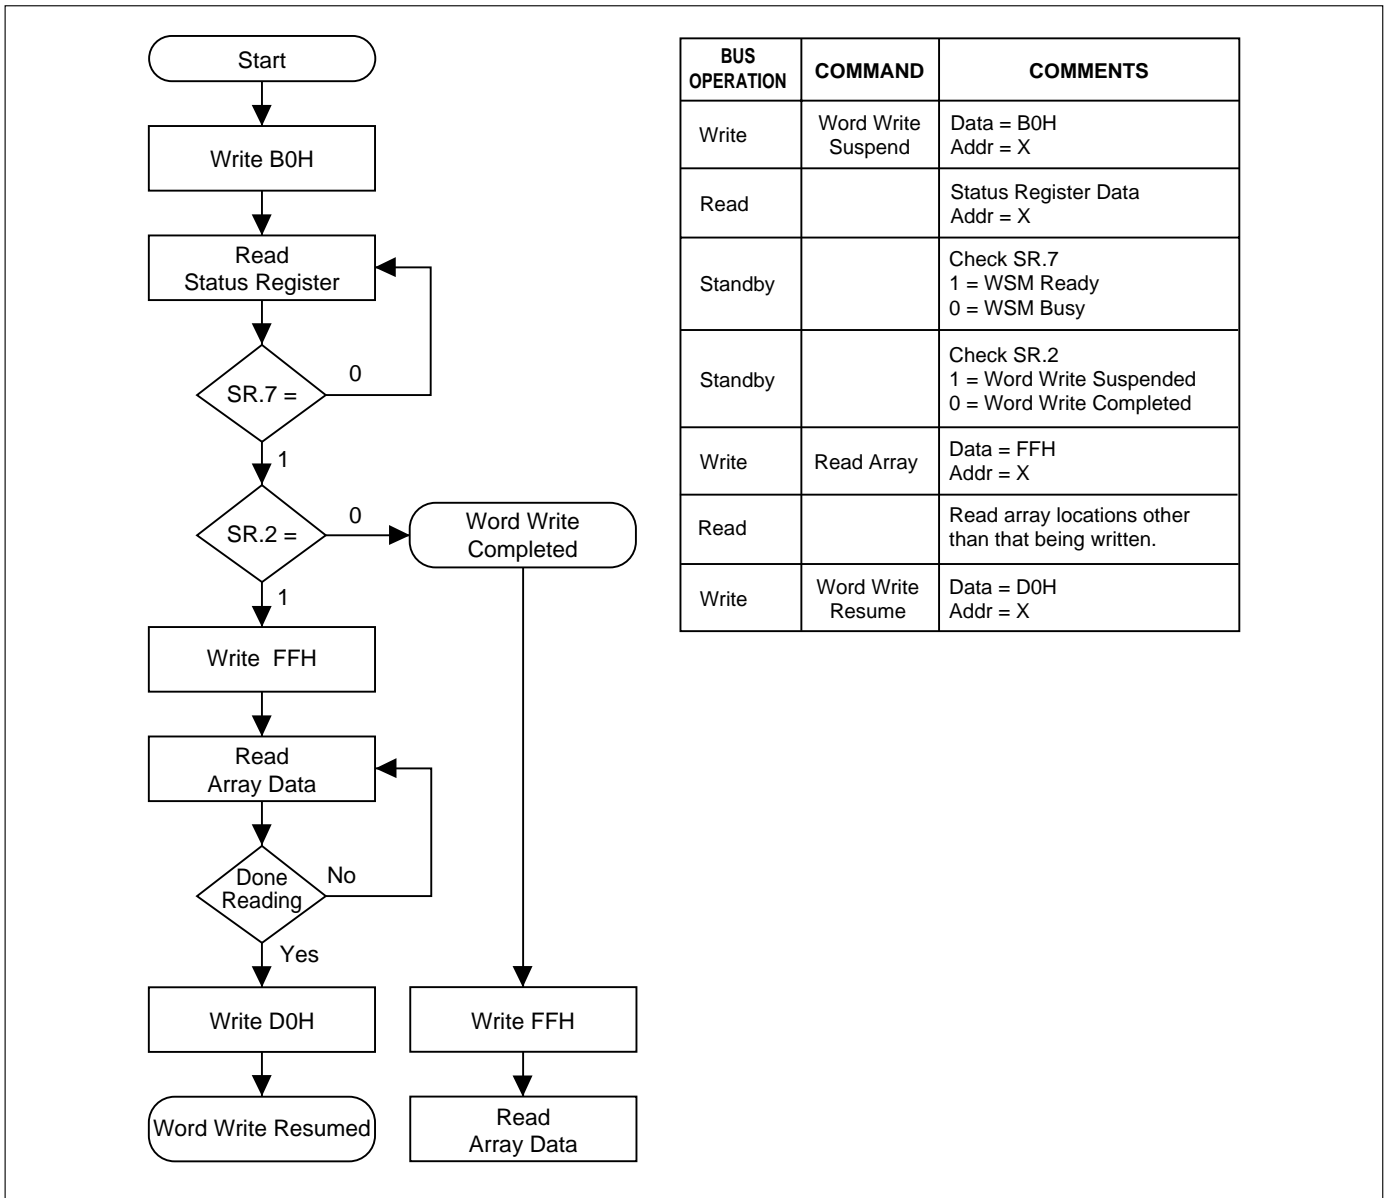 Start
Write B0H
Read
Status Register
SR.7 =
0
1
SR.2 =
0
Word Write
Completed
1
Write FFH
Read
Array Data
Done
Reading
No
Yes
Write D0H
Write FFH
Word Write Resumed
Read
Array Data
BUS
OPERATION
COMMAND
COMMENTS
Write
Word Write
Suspend
Data = B0H
Addr = X
Read
Status Register Data
Addr = X
Standby
Check SR.7
1 = WSM Ready
0 = WSM Busy
Standby
Check SR.2
1 = Word Write Suspended
0 = Word Write Completed
Write
Read Array
Data = FFH
Addr = X
Read
Read array locations other
than that being written.
Write
Word Write
Resume
Data = D0H
Addr = X